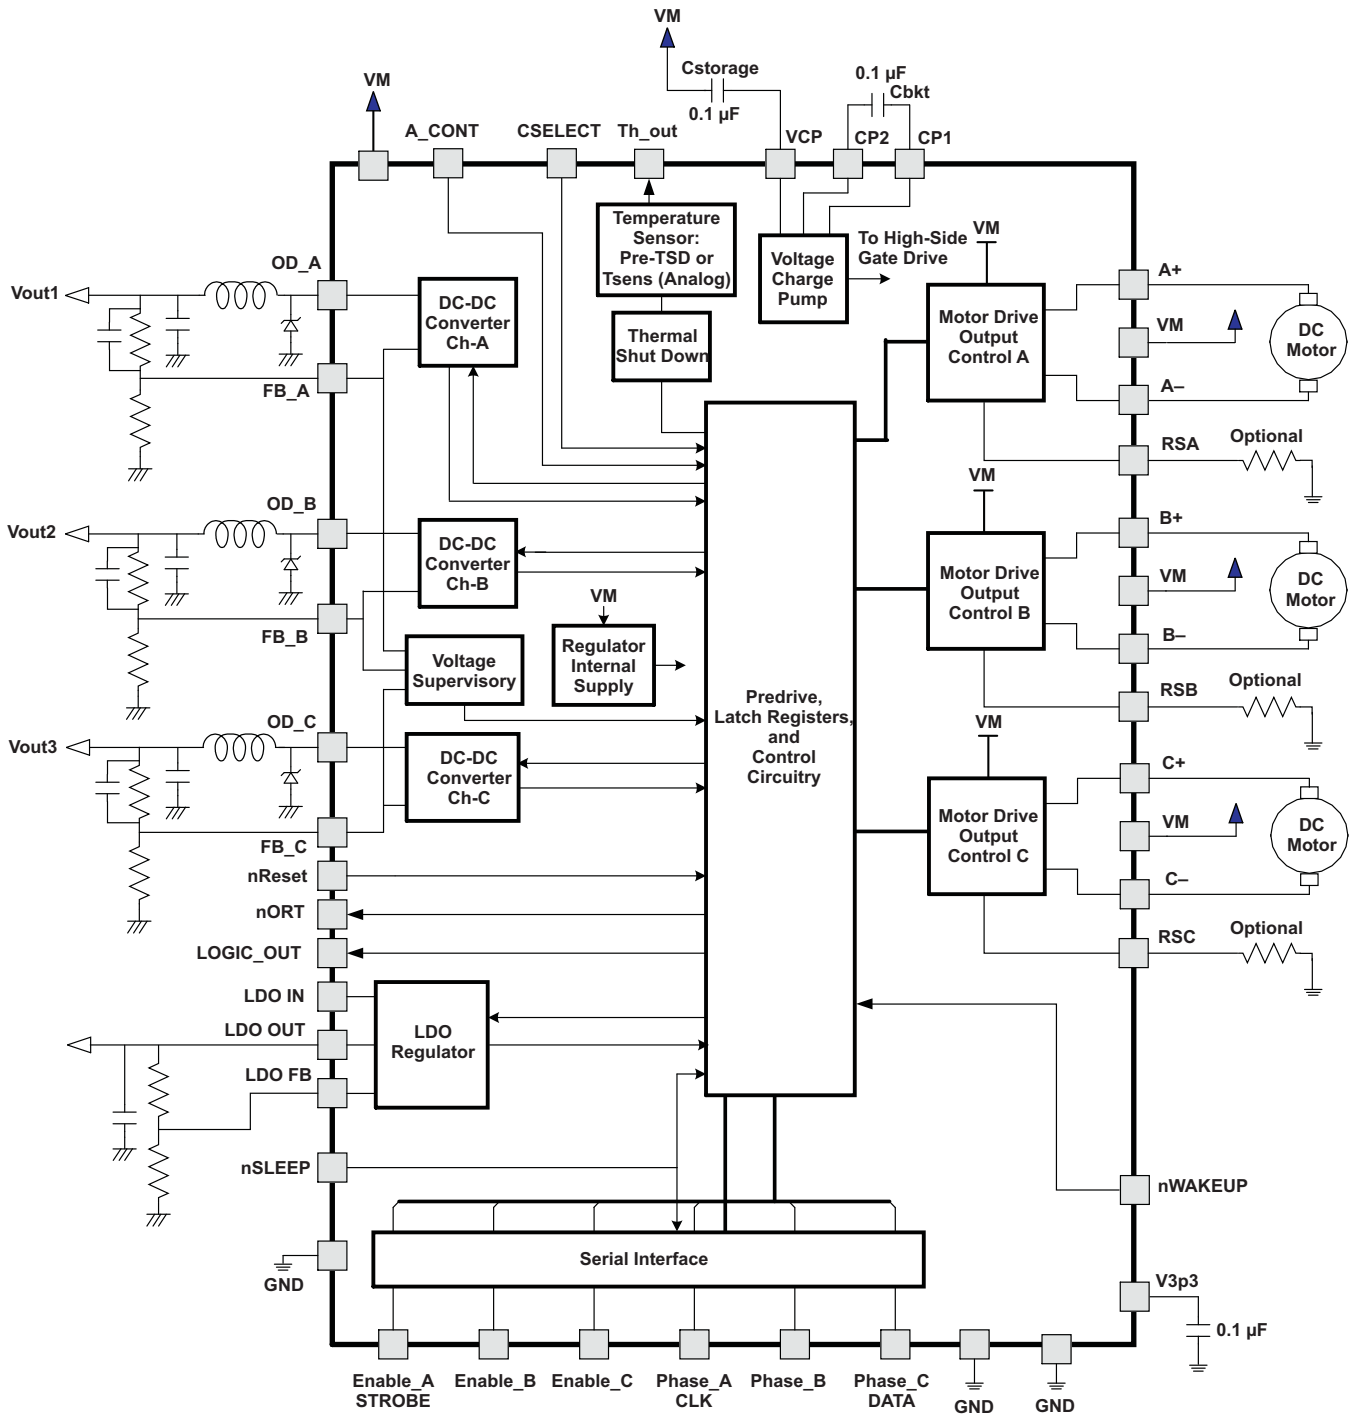 VM
Cstorage
0.1 µF
0.1 µF
Cbkt
VM
A_CONT
CSELECT
Th_out
VCP
CP2
CP1
Temperature
Sensor:
Pre-TSD or
Tsens (Analog)
Thermal
Shut Down
Voltage
Charge
Pump
To High-Side
Gate Drive
VM
Motor Drive
Output
Control A
A+
VM
A–
DC
Motor
RSA
Optional
OD_A
Vout1
FB_A
DC-DC
Converter
Ch-A
OD_B
Vout2
FB_B
DC-DC
Converter
Ch-B
VM
Regulator
Internal
Supply
Voltage
Supervisory
VM
Motor Drive
Output
Control B
B+
VM
B–
DC
Motor
RSB
Optional
OD_C
Vout3
FB_C
DC-DC
Converter
Ch-C
Predrive,
Latch Registers,
and
Control
Circuitry
VM
Motor Drive
Output
Control C
C+
VM
C–
DC
Motor
RSC
Optional
nReset
nORT
LOGIC_OUT
LDO IN
LDO OUT
LDO FB
LDO
Regulator
nSLEEP
nWAKEUP
GND
Serial Interface
V3p3
0.1 µF
Enable_A
STROBE
Enable_B
Enable_C
Phase_A
CLK
Phase_B
Phase_C
DATA
GND
GND